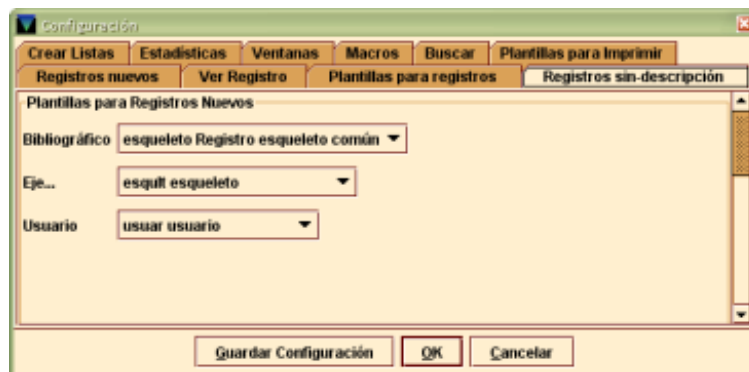 Configuración
Crear Listas Estadísticas Ventanas Macros Buscar Plantillas para Imprimir
Registros nuevos Ver Registro Plantillas para registros Registros sin-descripción
Plantillas para Registros Nuevos
Bibliográfico esqueleto Registro esqueleto común
Eje... esqult esqueleto
Usuario usuar usuario
Guardar Configuración OK Cancelar